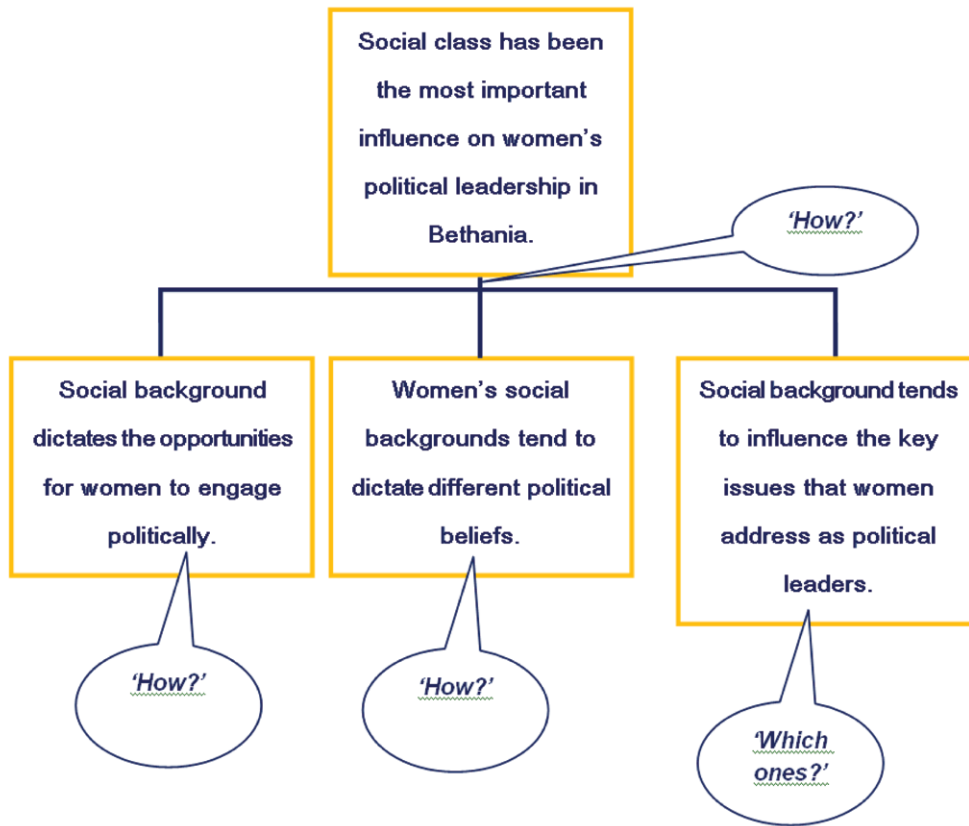 Social class has been
the most important
influence on women’s
political leadership in
Bethania.
‘How?’
Social background
dictates the opportunities
for women to engage
politically.
Women’s social
backgrounds tend to
dictate different political
beliefs.
Social background tends
to influence the key
issues that women
address as political
leaders.
‘How?’
‘How?’
‘Which
ones?’